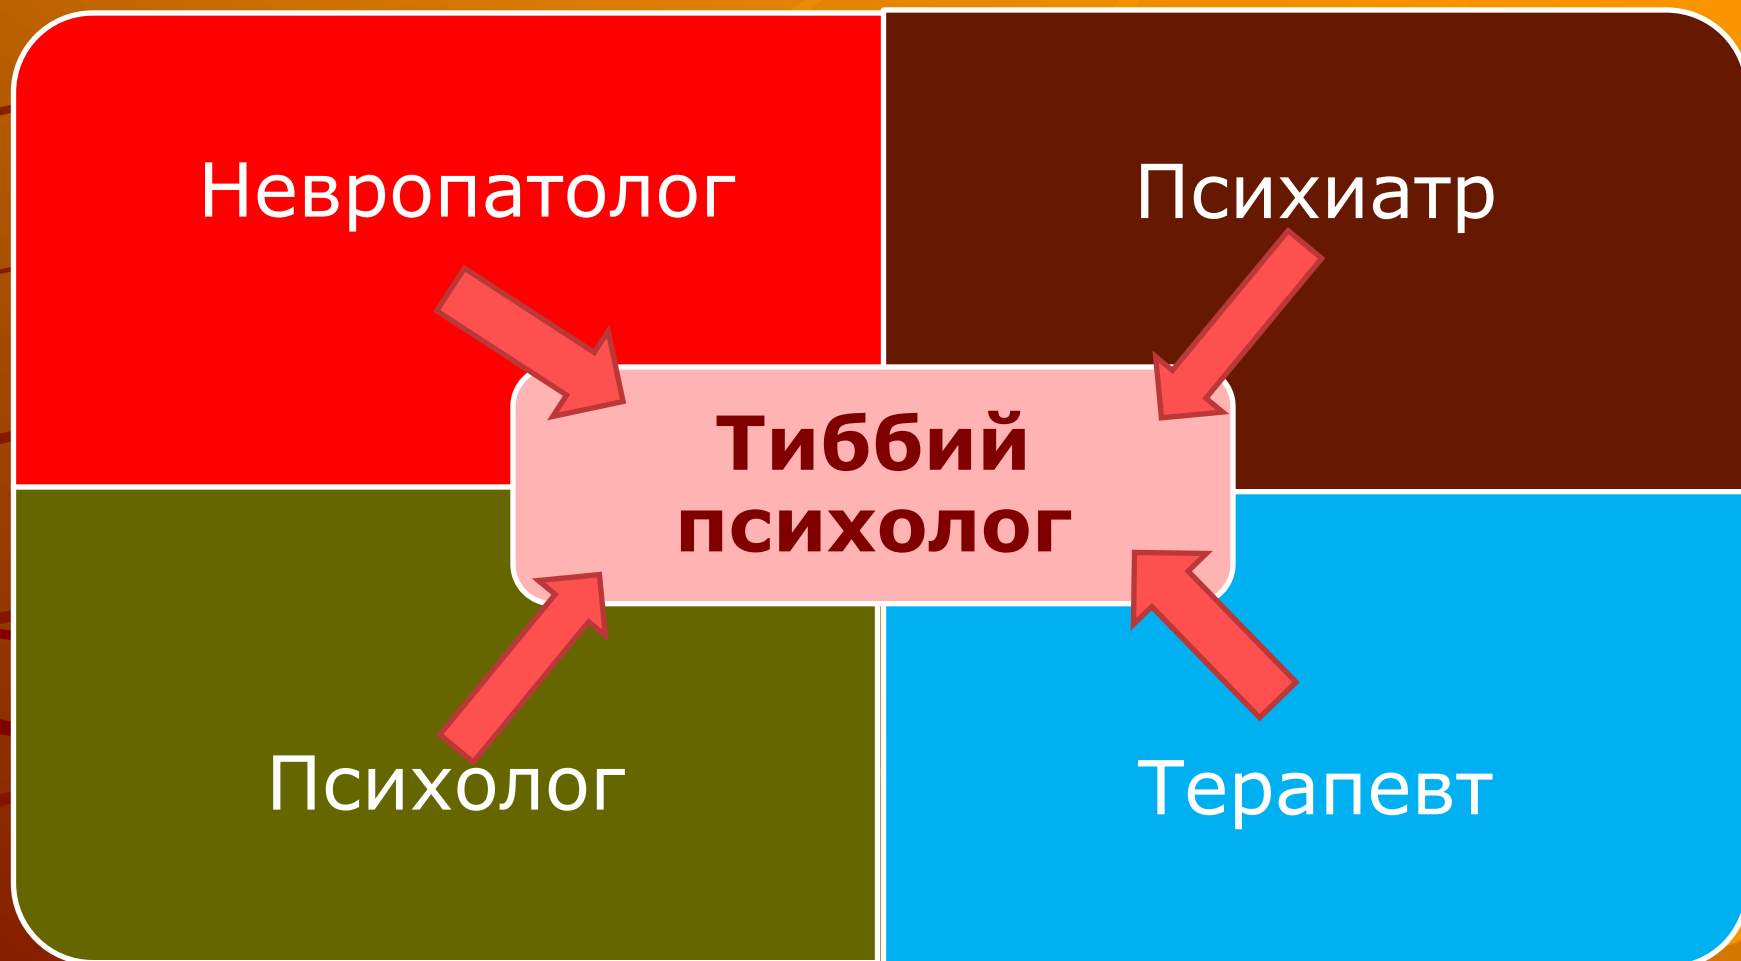 Невропатолог
Психиатр
Тиббий
психолог
Психолог
Терапевт